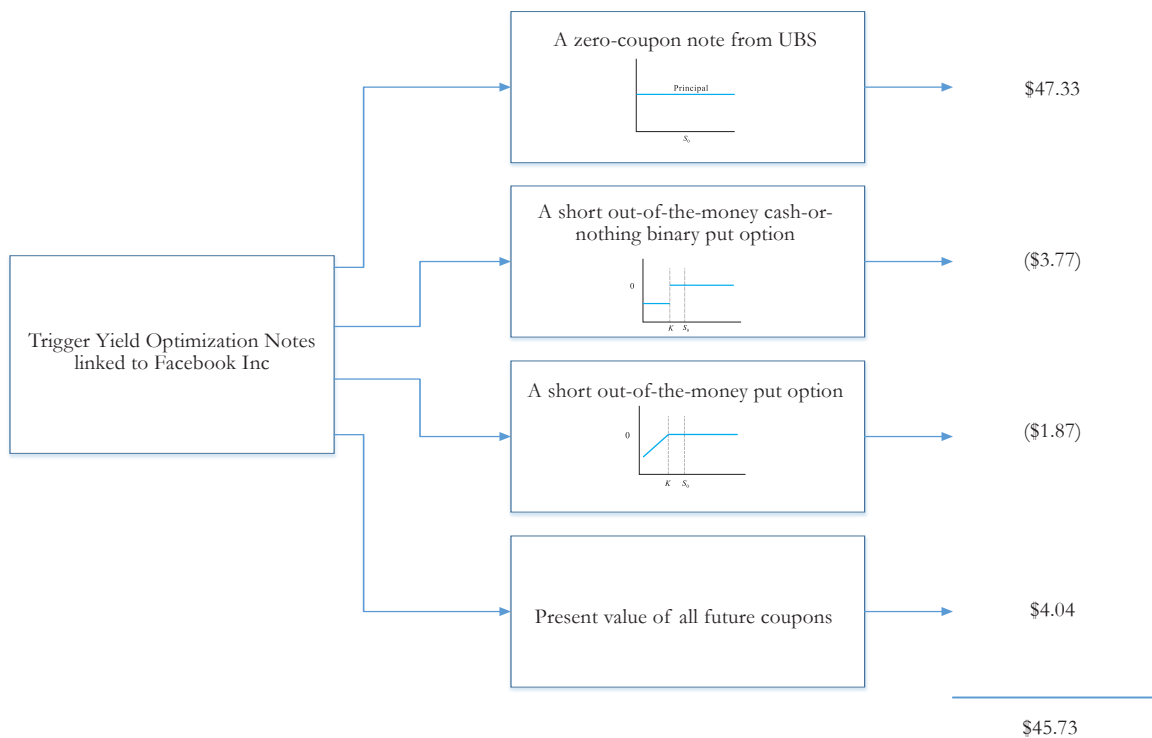 A zero-coupon note from UBS
Principal
S0
$47.33
A short out-of-the-money cash-or-
nothing binary put option
0
K S0
($3.77)
Trigger Yield Optimization Notes
linked to Facebook Inc
A short out-of-the-money put option
0
K S0
($1.87)
Present value of all future coupons
$4.04
$45.73